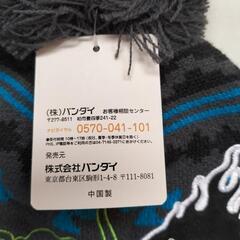 (株)バンダイ お客様相談センター
〒277-8511 柏市豊四季241-22
ナビダイヤル 0570-041-101
発売元
株式会社バンダイ
東京都台東区駒形1-4-8 〒111-8081
中国製